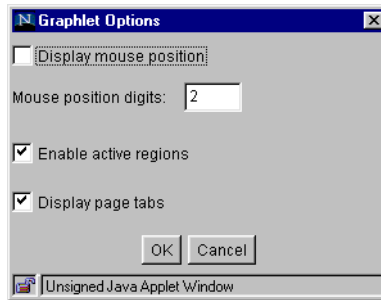 Graphlet Options
Display mouse position
Mouse position digits: 2
Enable active regions
Display page tabs
OK Cancel
Unsigned Java Applet Window